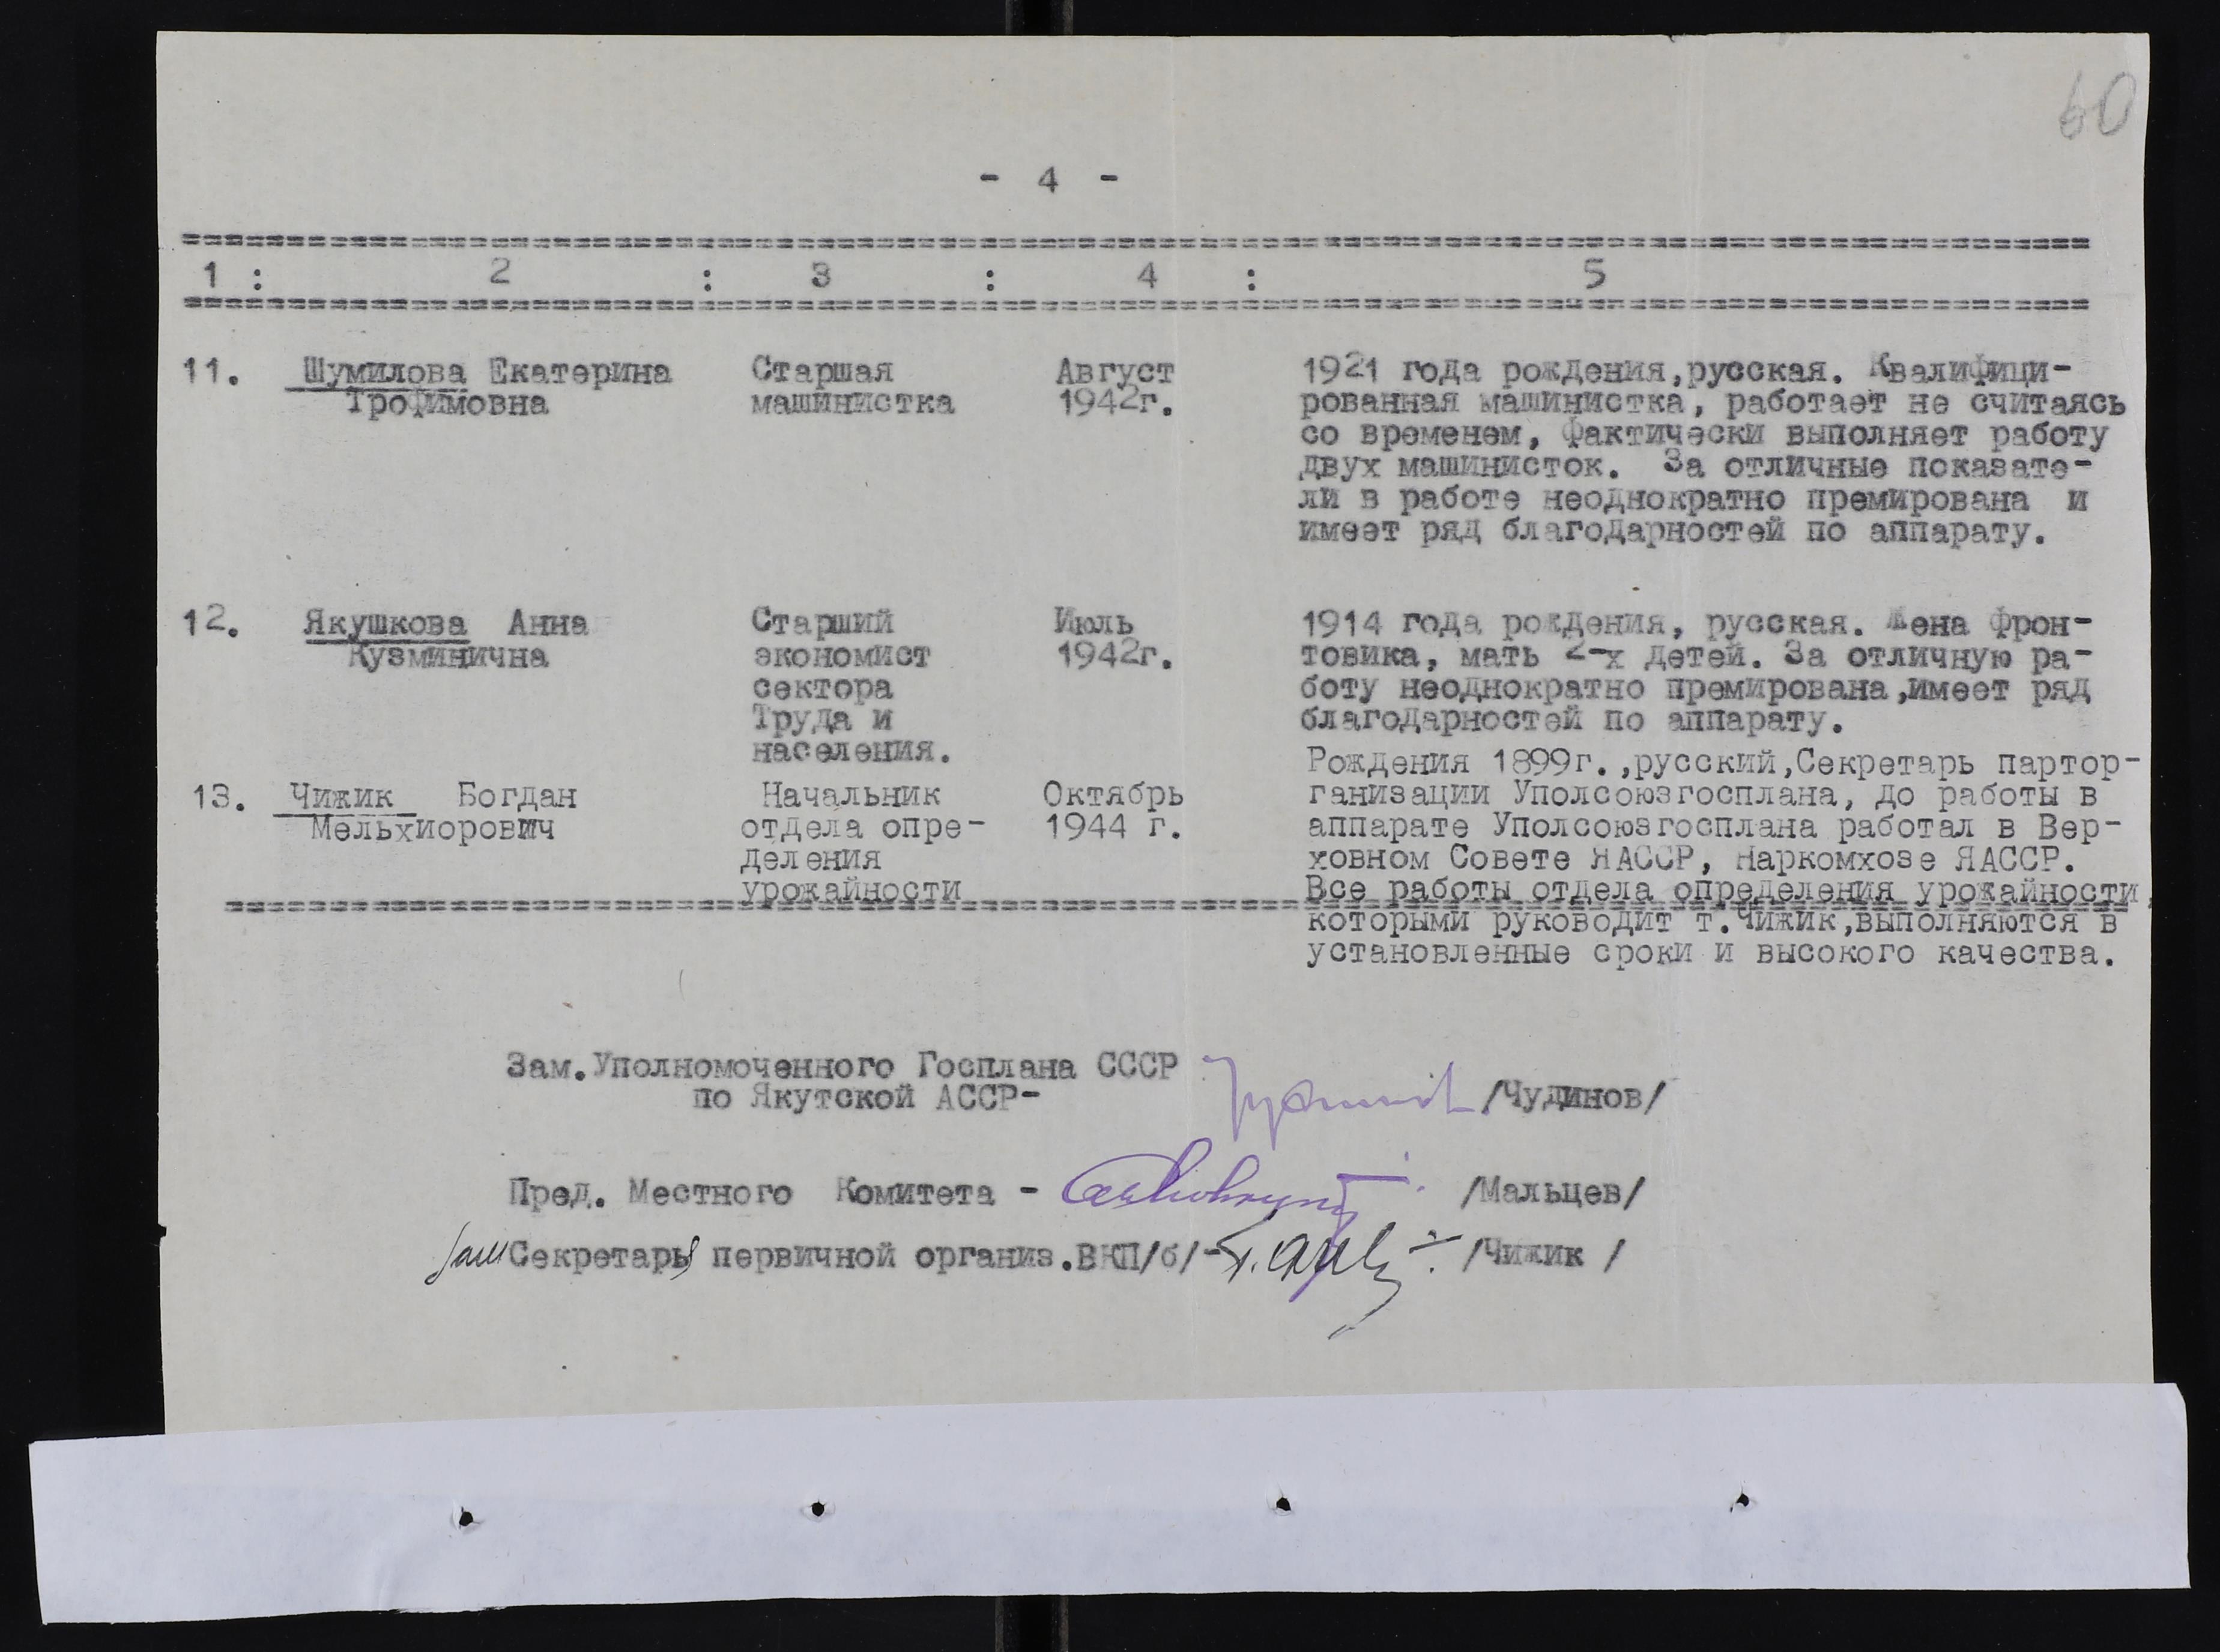 60
- 4 -
1 : 2 : 3 : 4 : 5
11. Шумилова Екатерина Старшая Август 1921 года рождения,русская. Квалифици-
Трофимовна машинистка 1942г. рованная машинистка, работает не считаясь
со временем, фактически выполняет работу
двух машинисток. За отличные показате-
ли в работе неоднократно премирована и
имеет ряд благодарностей по аппарату.
12. Якушкова Анна Старший Июль 1914 года рождения, русская. Жена фрон-
Кузминична экономист 1942г. товика, мать 2-х детей. За отличную ра-
сектора боту неоднократно премирована,имеет ряд
Труда и благодарностей по аппарату.
населения.
Рождения 1899г.,русский,Секретарь партор-
13. Чижик Богдан Начальник Октябрь ганизации Уполсоюзгосплана, до работы в
Мельхиорович отдела опре- 1944 г. аппарате Уполсоюзгосплана работал в Вер-
деления ховном Совете ЯАССР, Наркомхозе ЯАССР.
урожайности Все работы отдела определения урожайности,
которыми руководит т.Чижик,выполняются в
установленные сроки и высокого качества.
Зам.Уполномоченного Госплана СССР
по Якутской АССР- /Чудинов/
Пред. Местного Комитета - /Мальцев/
Зам Секретаря первичной организ.ВКП/б/- /Чижик /